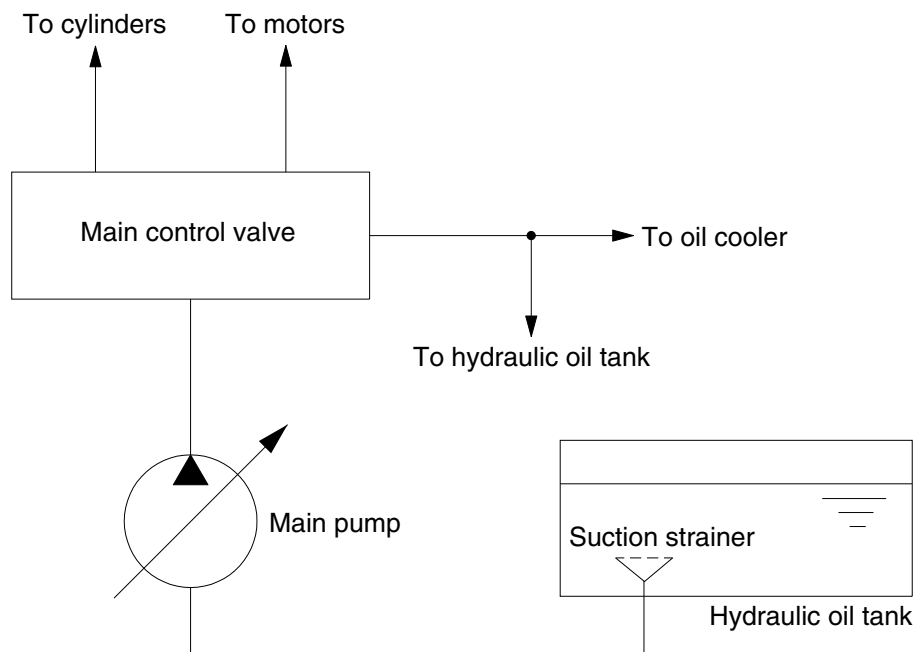 To cylinders
To motors
Main control valve
To oil cooler
To hydraulic oil tank
Main pump
Suction strainer
Hydraulic oil tank